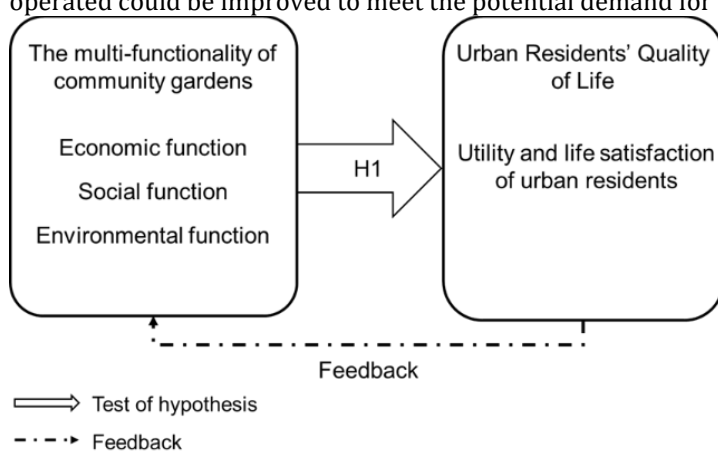 operated could be improved to meet the potential demand for
The multi-functionality of
community gardens
Economic function
Social function
Environmental function
H1
Urban Residents’ Quality
of Life
Utility and life satisfaction
of urban residents
Feedback
Test of hypothesis
Feedback